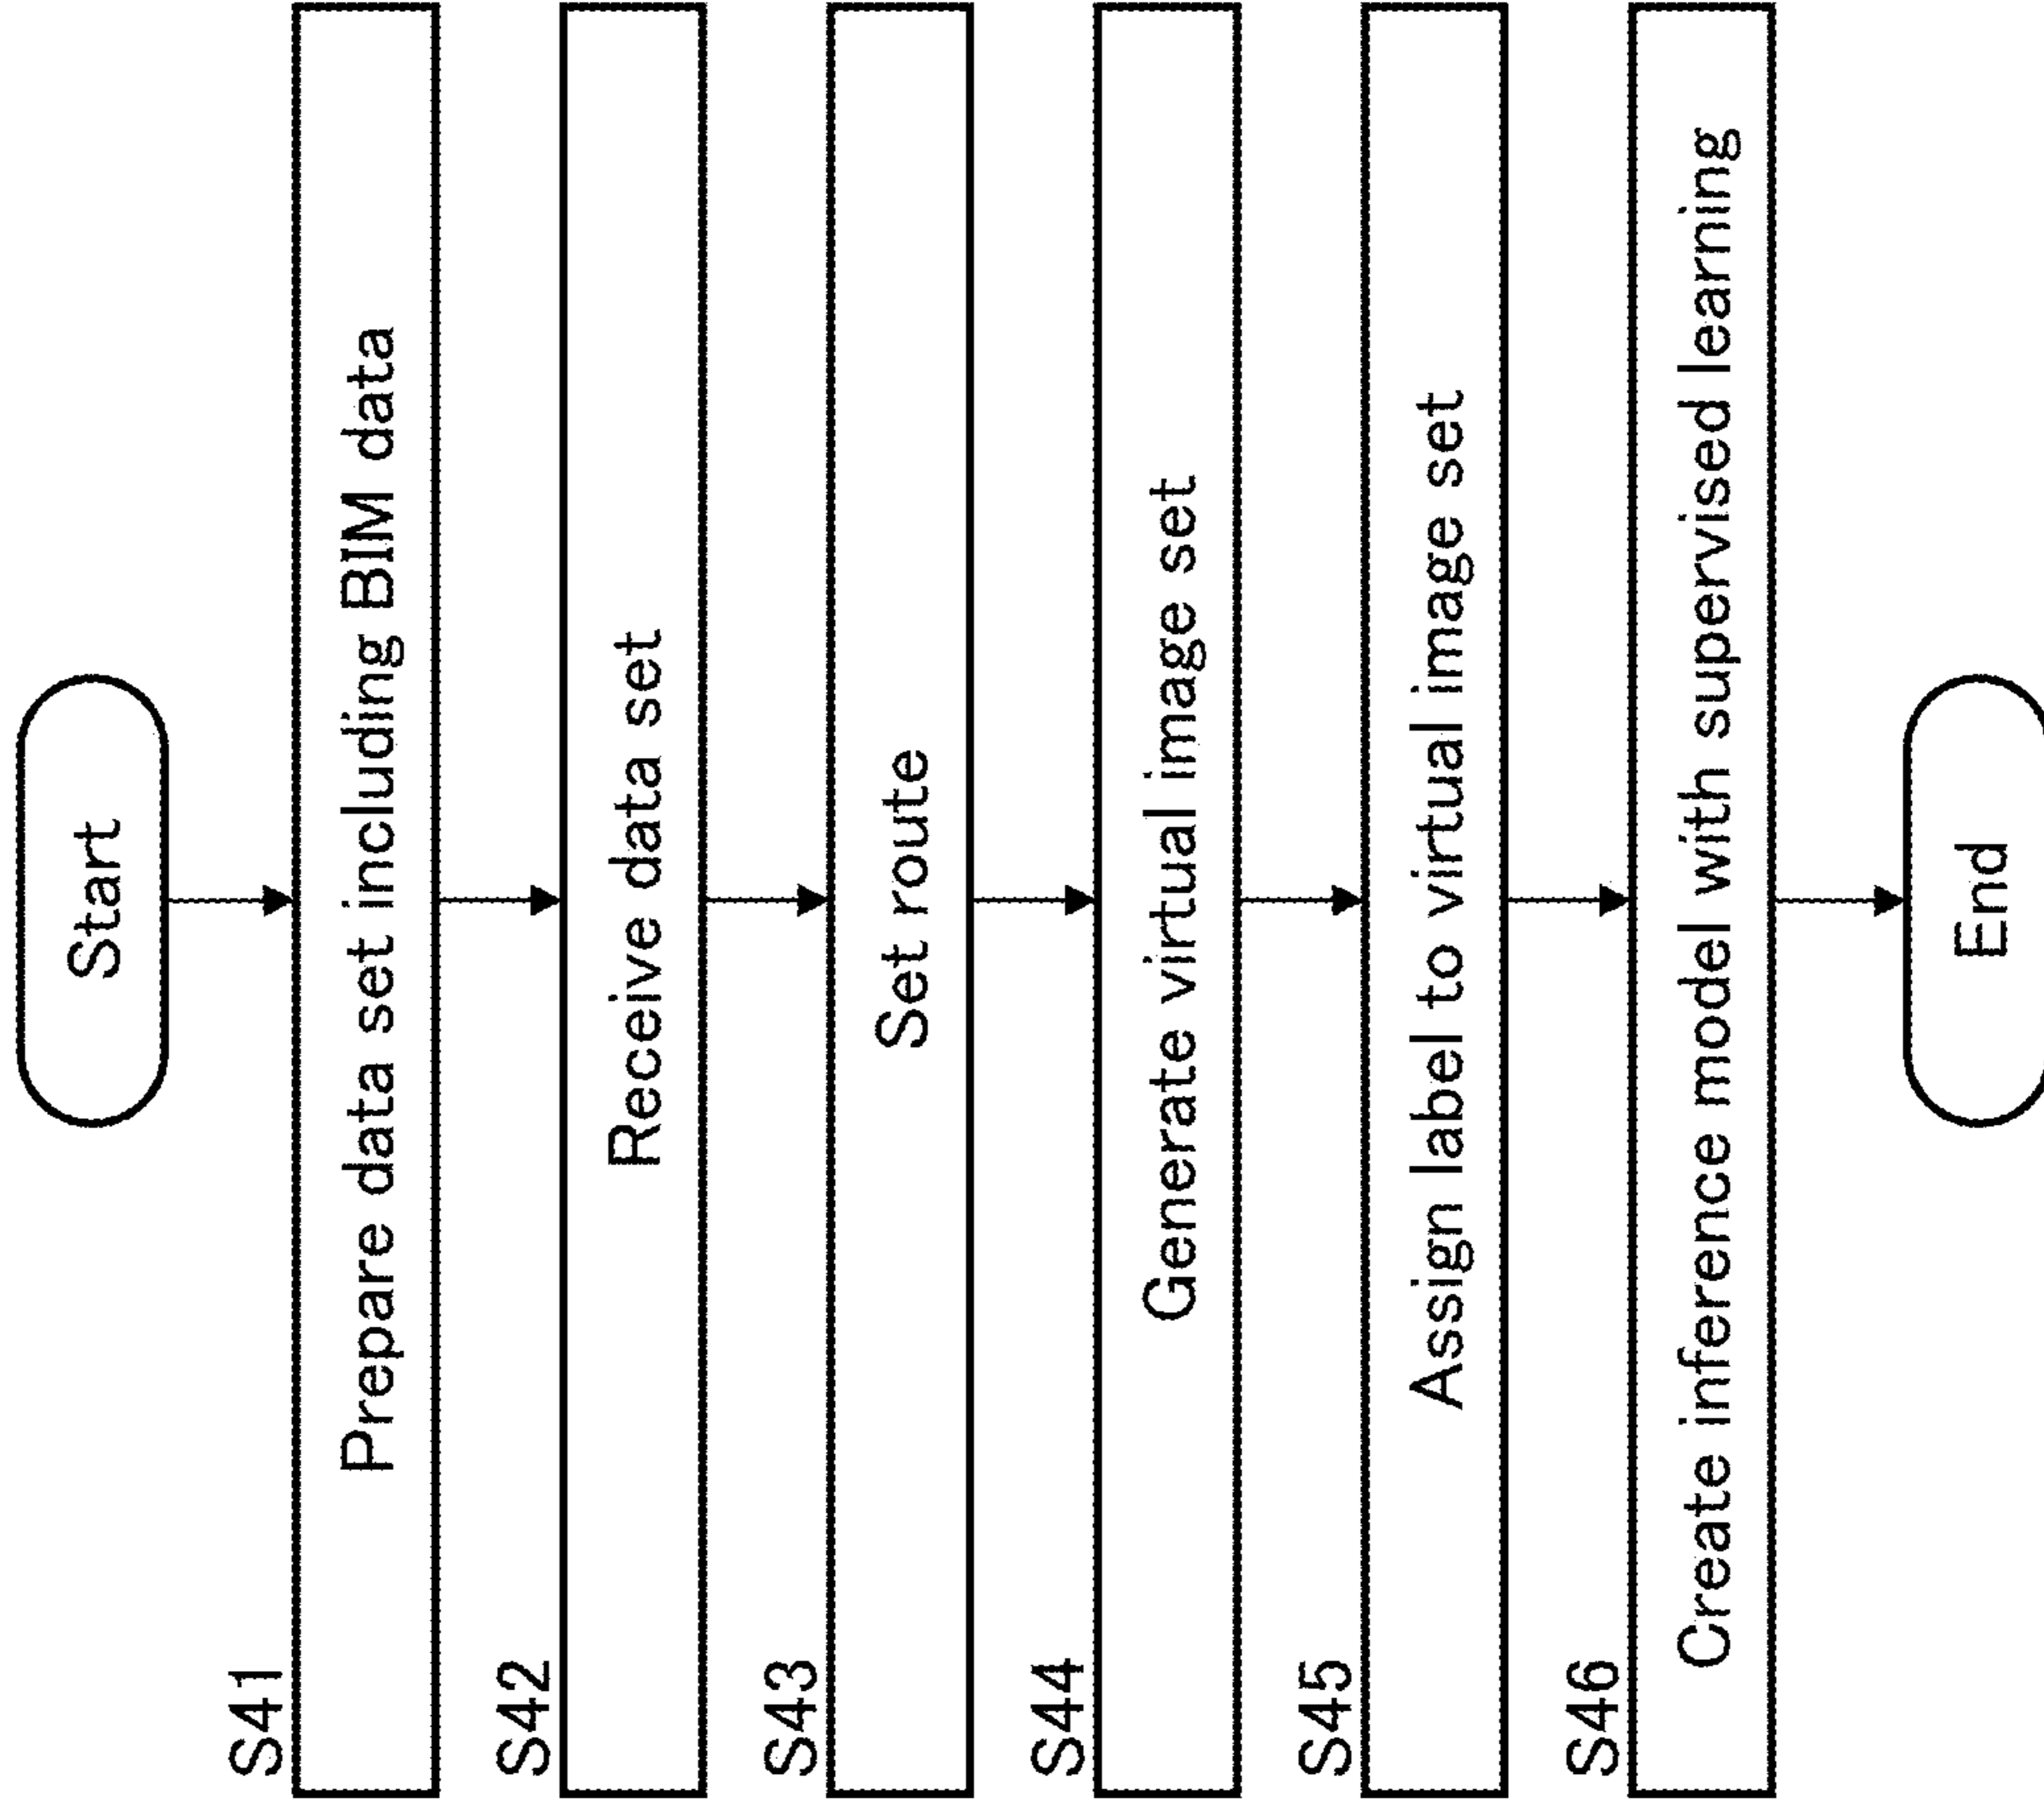 Start
S41
Prepare data set including BIM data
S42
Receive data set
S43
Set route
S44
Generate virtual image set
S45
Assign label to virtual image set
S46
Create inference model with supervised learning
End